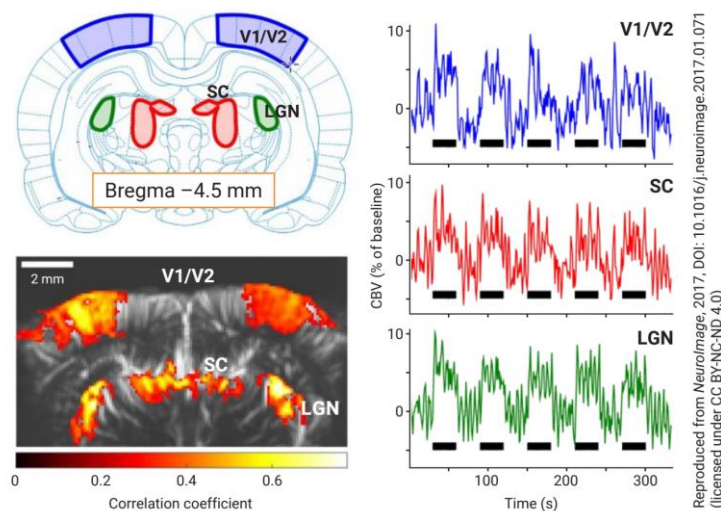 V1/V2
SC
LGN
Bregma −4.5 mm
2 mm
V1/V2
SC
LGN
0
0.2
0.4
0.6
Correlation coefficient
V1/V2
10
0
SC
10
0
CBV (% of baseline)
LGN
10
0
100
200
300
Time (s)
Reproduced from NeuroImage, 2017, DOI: 10.1016/j.neuroimage.2017.01.071
(licensed under CC BY-NC-ND 4.0)